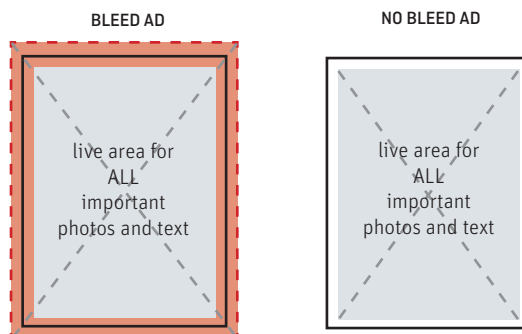 BLEED AD
live area for
ALL
important
photos and text
NO BLEED AD
live area for
ALL
important
photos and text